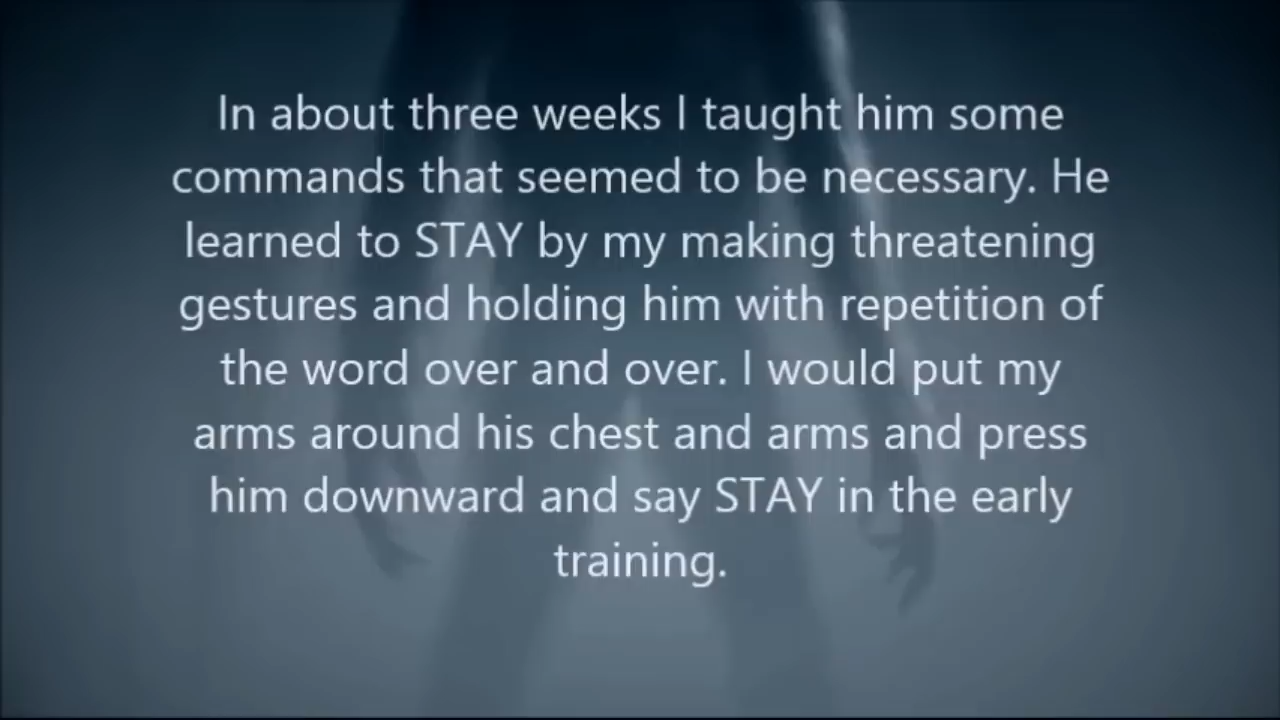 In about three weeks I taught him some
commands that seemed to be necessary. He
learned to STAY by my making threatening
gestures and holding him with repetition of
the word over and over. I would put my
arms around his chest and arms and press
him downward and say STAY in the early
training.